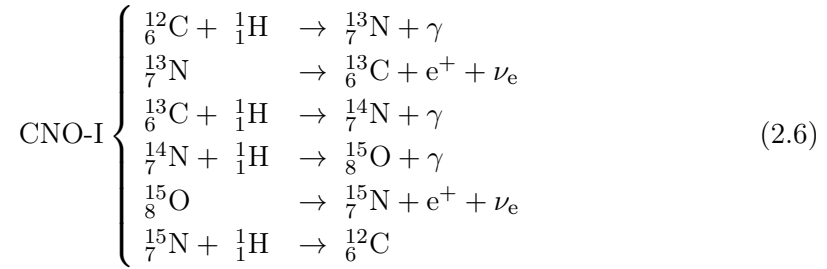 CNO-I
¹²₆C + ¹₁H → ¹³₇N + γ
¹³₇N → ¹³₆C + e⁺ + νₑ
¹³₆C + ¹₁H → ¹⁴₇N + γ
¹⁴₇N + ¹₁H → ¹⁵₈O + γ
¹⁵₈O → ¹⁵₇N + e⁺ + νₑ
¹⁵₇N + ¹₁H → ¹²₆C
(2.6)